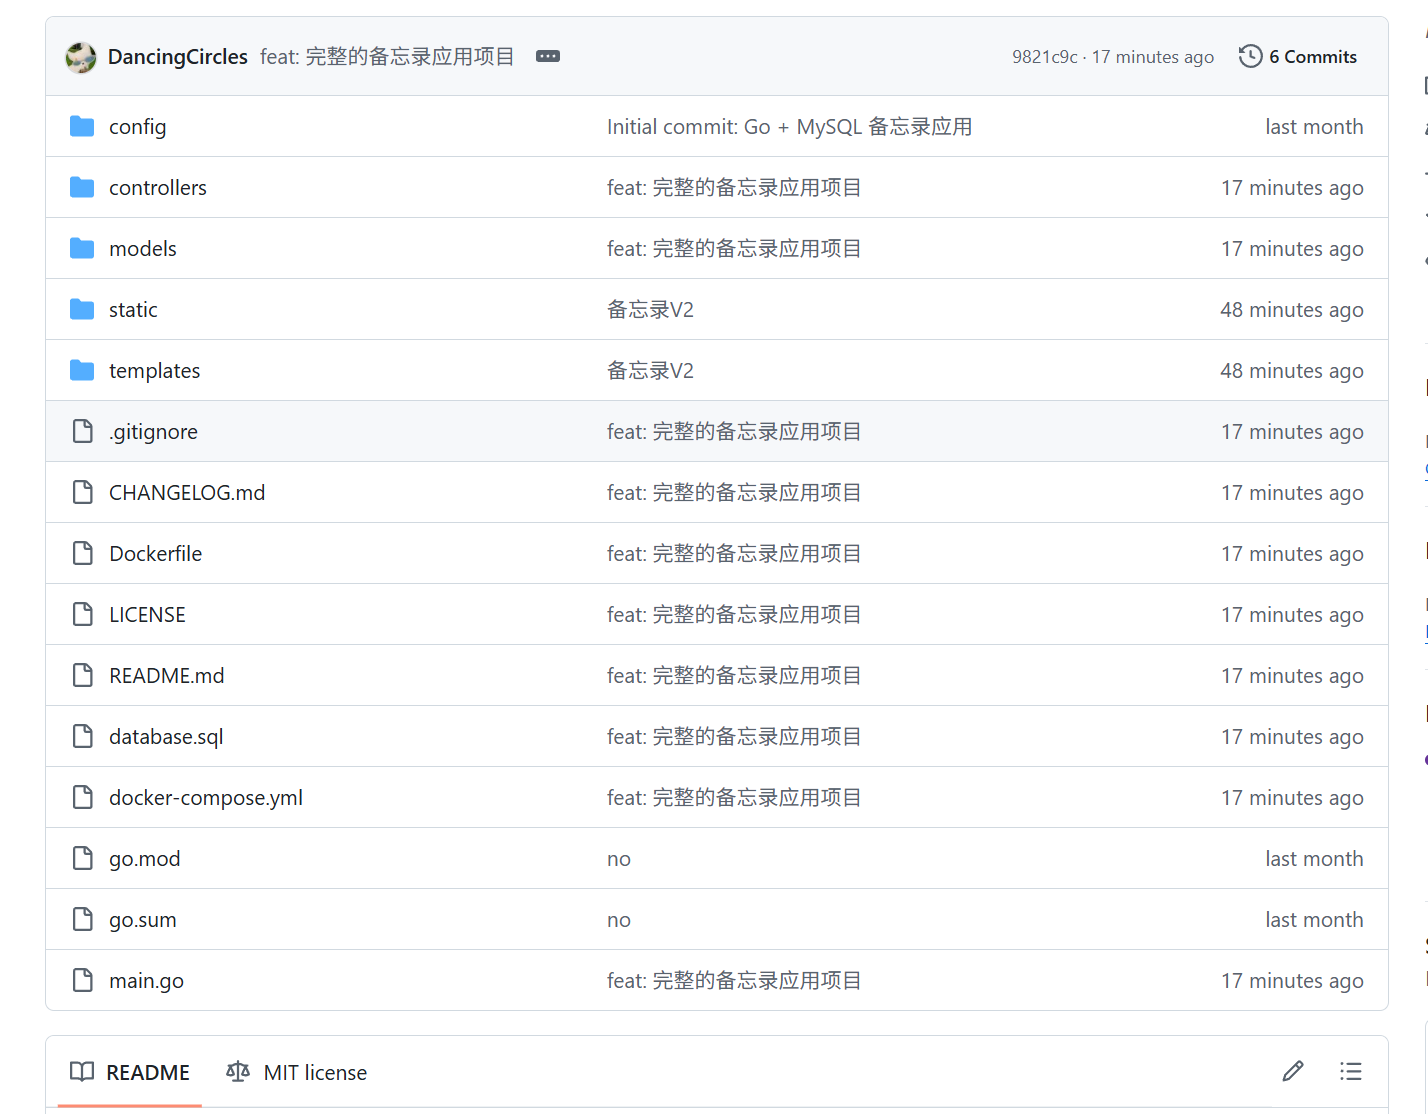 DancingCircles feat: 完整的备忘录应用项目 9821c9c · 17 minutes ago 6 Commits
config Initial commit: Go + MySQL 备忘录应用 last month
controllers feat: 完整的备忘录应用项目 17 minutes ago
models feat: 完整的备忘录应用项目 17 minutes ago
static 备忘录V2 48 minutes ago
templates 备忘录V2 48 minutes ago
.gitignore feat: 完整的备忘录应用项目 17 minutes ago
CHANGELOG.md feat: 完整的备忘录应用项目 17 minutes ago
Dockerfile feat: 完整的备忘录应用项目 17 minutes ago
LICENSE feat: 完整的备忘录应用项目 17 minutes ago
README.md feat: 完整的备忘录应用项目 17 minutes ago
database.sql feat: 完整的备忘录应用项目 17 minutes ago
docker-compose.yml feat: 完整的备忘录应用项目 17 minutes ago
go.mod no last month
go.sum no last month
main.go feat: 完整的备忘录应用项目 17 minutes ago
README MIT license